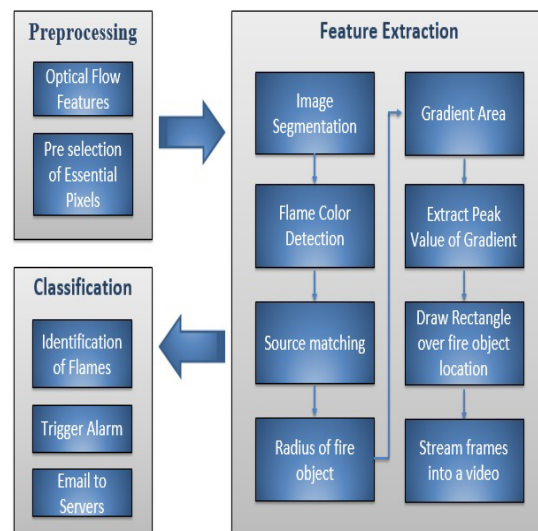 Preprocessing
Optical Flow
Features
Pre selection
of Essential
Pixels
Feature Extraction
Image
Segmentation
Flame Color
Detection
Source matching
Radius of fire
object
Gradient Area
Extract Peak
Value of Gradient
Draw Rectangle
over fire object
location
Stream frames
into a video
Classification
Identification
of Flames
Trigger Alarm
Email to
Servers